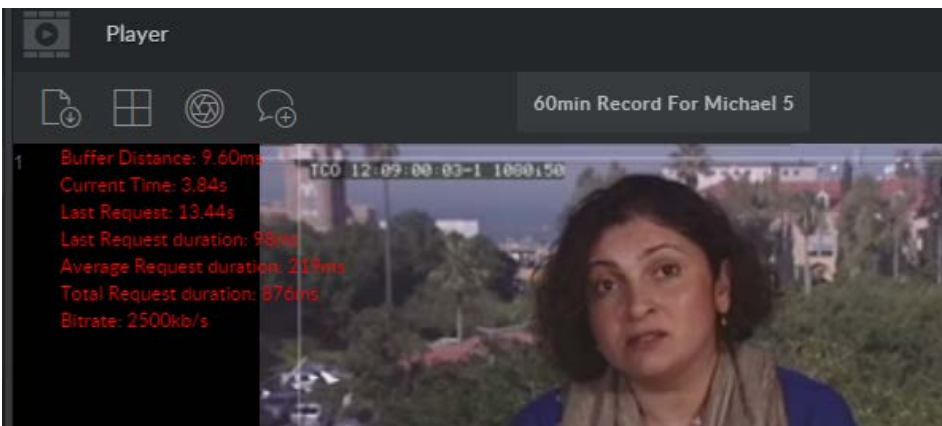 Player
60min Record For Michael 5
1
Buffer Distance: 9.60ms
TCO 12:09:00:03-1 1080i50
Current Time: 3.84s
Last Request: 13.44s
Last Request duration: 98ms
Average Request duration: 219ms
Total Request duration: 876ms
Bitrate: 2500kb/s